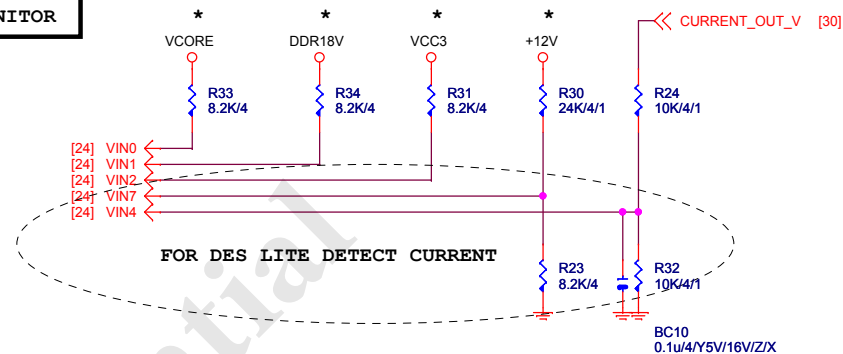 NITOR
* * * *
VCORE DDR18V VCC3 +12V
CURRENT_OUT_V [30]
R33
8.2K/4
R34
8.2K/4
R31
8.2K/4
R30
24K/4/1
R24
10K/4/1
[24] VIN0
[24] VIN1
[24] VIN2
[24] VIN7
[24] VIN4
FOR DES LITE DETECT CURRENT
R23
8.2K/4
R32
10K/4/1
BC10
0.1u/4/Y5V/16V/Z/X
tial